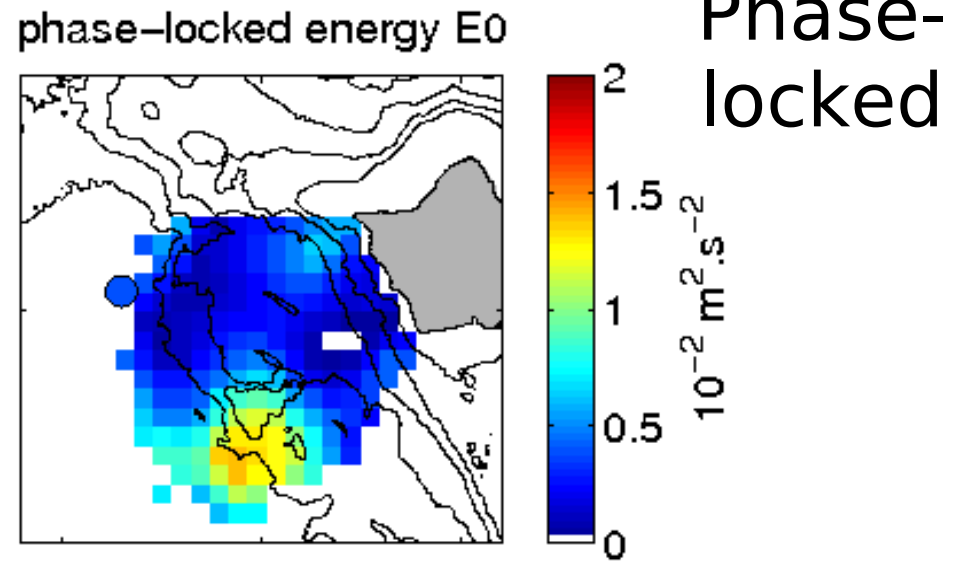 phase–locked energy E0
Phase-
locked
2
1.5
1
0.5
0
10⁻² m².s⁻²